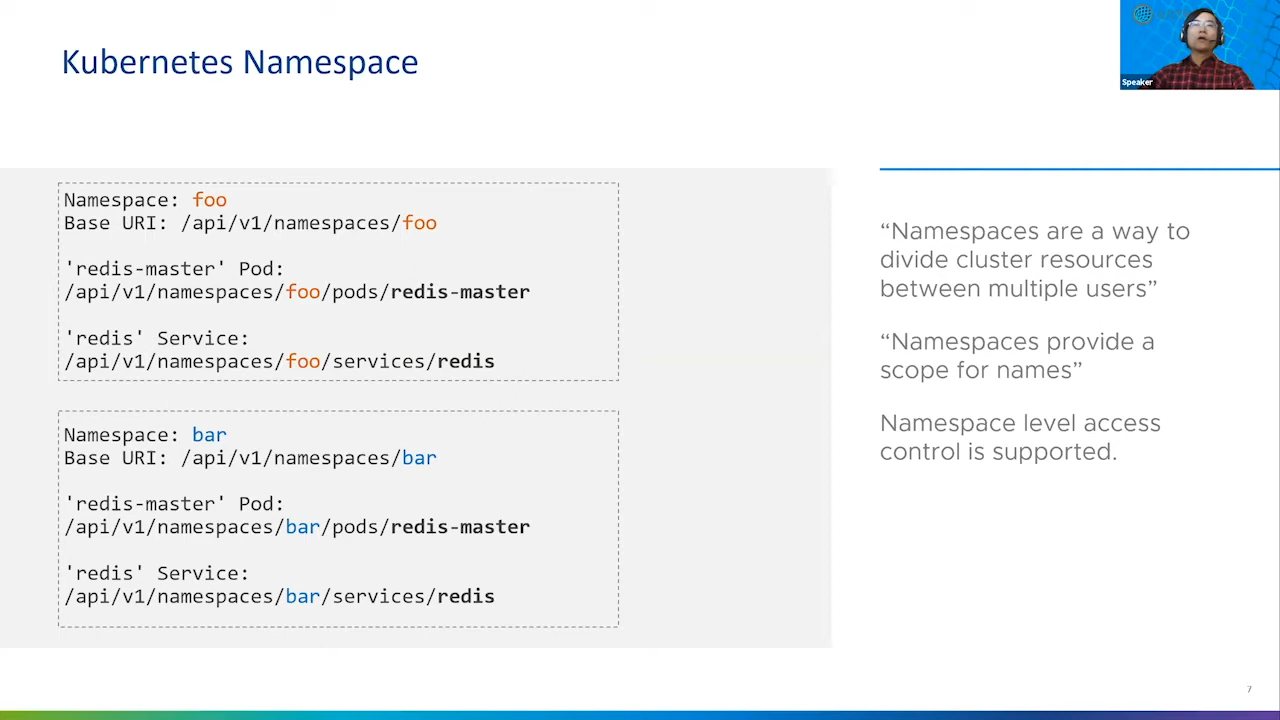 Kubernetes Namespace
Speaker
Namespace: foo
Base URI: /api/v1/namespaces/foo
'redis-master' Pod:
/api/v1/namespaces/foo/pods/redis-master
'redis' Service:
/api/v1/namespaces/foo/services/redis
Namespace: bar
Base URI: /api/v1/namespaces/bar
'redis-master' Pod:
/api/v1/namespaces/bar/pods/redis-master
'redis' Service:
/api/v1/namespaces/bar/services/redis
“Namespaces are a way to
divide cluster resources
between multiple users”
“Namespaces provide a
scope for names”
Namespace level access
control is supported.
7